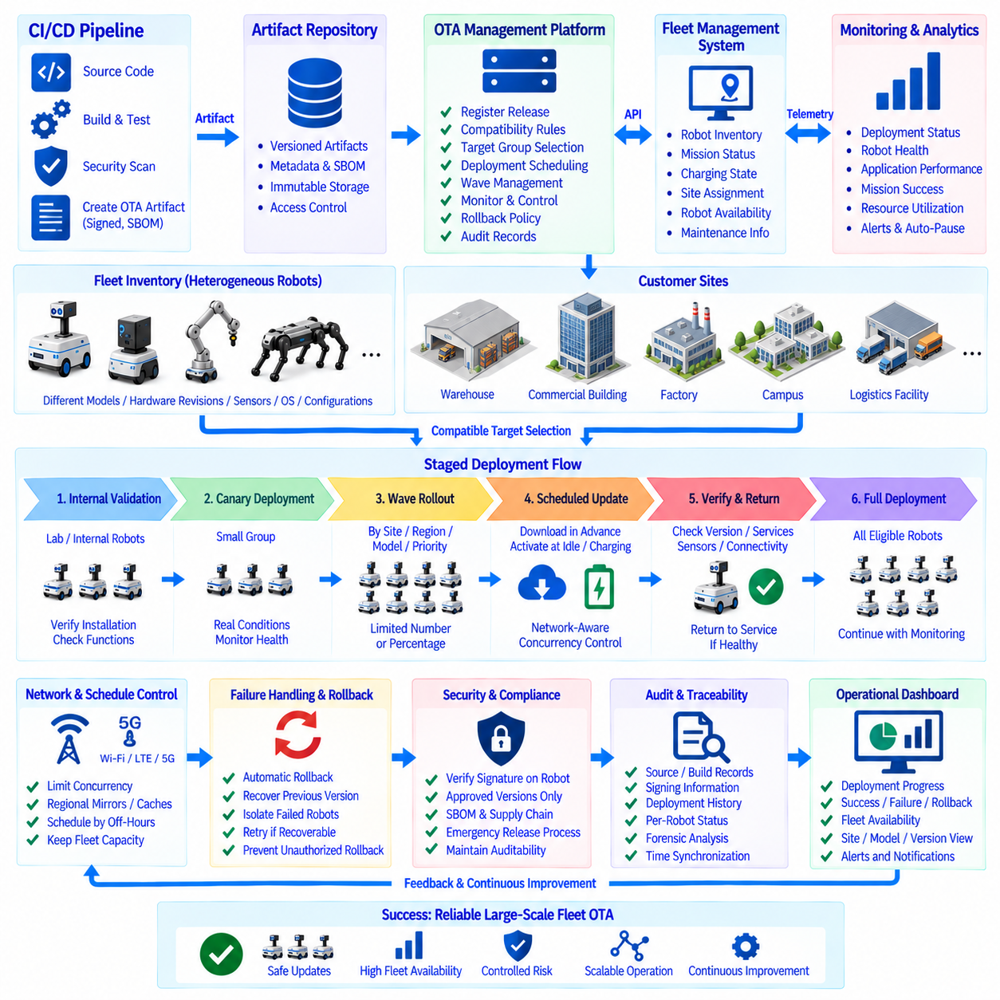 CI/CD Pipeline
</>
Source Code
Build & Test
Security Scan
Create OTA Artifact
(Signed, SBOM)
Artifact
Artifact Repository
Versioned Artifacts
Metadata & SBOM
Immutable Storage
Access Control
OTA Management Platform
Register Release
Compatibility Rules
Target Group Selection
Deployment Scheduling
Wave Management
Monitor & Control
Rollback Policy
Audit Records
API
Fleet Management
System
Robot Inventory
Mission Status
Charging State
Site Assignment
Robot Availability
Maintenance Info
Telemetry
Monitoring & Analytics
Deployment Status
Robot Health
Application Performance
Mission Success
Resource Utilization
Alerts & Auto-Pause
Fleet Inventory (Heterogeneous Robots)
...
Different Models / Hardware Revisions / Sensors / OS / Configurations
Customer Sites
...
Warehouse
Commercial Building
Factory
Campus
Logistics Facility
Compatible Target Selection
Staged Deployment Flow
1. Internal Validation
Lab / Internal Robots
Verify Installation
Check Functions
2. Canary Deployment
Small Group
Real Conditions
Monitor Health
3. Wave Rollout
By Site / Region /
Model / Priority
Limited Number
or Percentage
4. Scheduled Update
Download in Advance
Activate at Idle / Charging
Network-Aware
Concurrency Control
5. Verify & Return
Check Version / Services
Sensors / Connectivity
Return to Service
If Healthy
6. Full Deployment
All Eligible Robots
Continue with Monitoring
Network & Schedule Control
5G
Wi-Fi / LTE / 5G
Limit Concurrency
Regional Mirrors / Caches
Schedule by Off-Hours
Keep Fleet Capacity
Failure Handling & Rollback
Automatic Rollback
Recover Previous Version
Isolate Failed Robots
Retry if Recoverable
Prevent Unauthorized Rollback
Security & Compliance
Verify Signature on Robot
Approved Versions Only
SBOM & Supply Chain
Emergency Release Process
Maintain Auditability
Audit & Traceability
Source / Build Records
Signing Information
Deployment History
Per-Robot Status
Forensic Analysis
Time Synchronization
Operational Dashboard
Deployment Progress
Success / Failure / Rollback
Fleet Availability
Site / Model / Version View
Alerts and Notifications
Feedback & Continuous Improvement
Success: Reliable Large-Scale Fleet OTA
Safe Updates
High Fleet Availability
Controlled Risk
Scalable Operation
Continuous Improvement